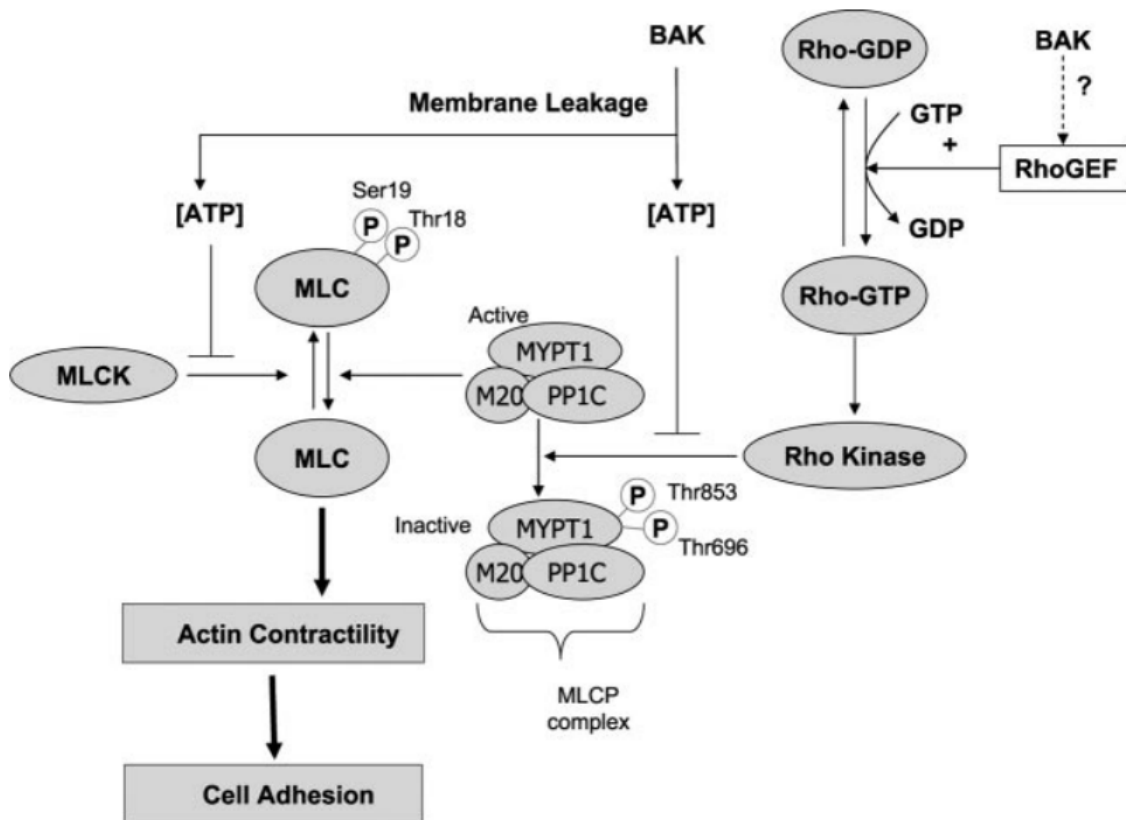 BAK
Rho-GDP
BAK
?
Membrane Leakage
GTP
+
RhoGEF
[ATP]
Ser19
P
Thr18
P
[ATP]
GDP
MLC
Rho-GTP
Active
MYPT1
MLCK
M20
PP1C
MLC
Rho Kinase
P
Thr853
Inactive
MYPT1
P
Thr696
M20
PP1C
Actin Contractility
MLCP
complex
Cell Adhesion